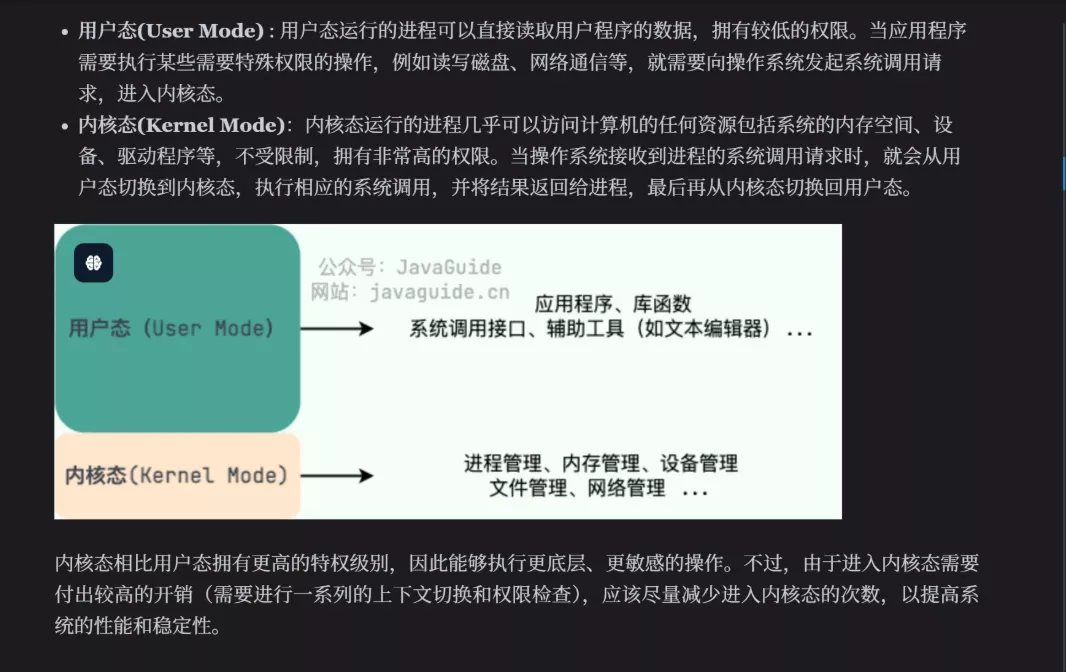 • 用户态(User Mode) : 用户态运行的进程可以直接读取用户程序的数据，拥有较低的权限。当应用程序
需要执行某些需要特殊权限的操作，例如读写磁盘、网络通信等，就需要向操作系统发起系统调用请
求，进入内核态。
• 内核态(Kernel Mode)：内核态运行的进程几乎可以访问计算机的任何资源包括系统的内存空间、设
备、驱动程序等，不受限制，拥有非常高的权限。当操作系统接收到进程的系统调用请求时，就会从用
户态切换到内核态，执行相应的系统调用，并将结果返回给进程，最后再从内核态切换回用户态。
公众号：JavaGuide
网站：javaguide.cn
用户态（User Mode）
应用程序、库函数
系统调用接口、辅助工具（如文本编辑器）...
内核态(Kernel Mode)
进程管理、内存管理、设备管理
文件管理、网络管理 ...
内核态相比用户态拥有更高的特权级别，因此能够执行更底层、更敏感的操作。不过，由于进入内核态需要
付出较高的开销（需要进行一系列的上下文切换和权限检查），应该尽量减少进入内核态的次数，以提高系
统的性能和稳定性。